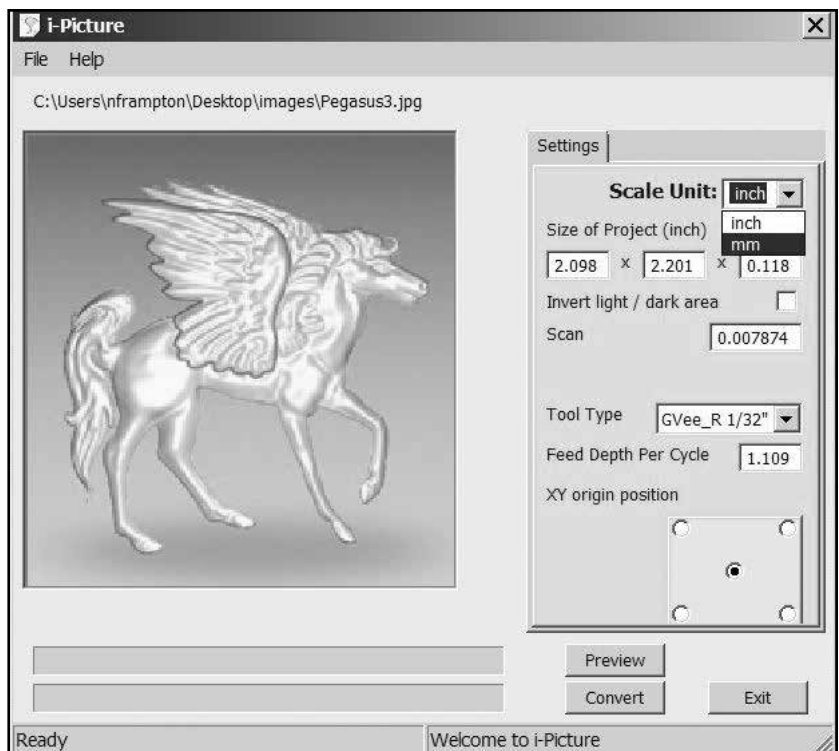 i-Picture
File Help
C:\Users\nframpton\Desktop\images\Pegasus3.jpg
Settings
Scale Unit: inch
inch
mm
Size of Project (inch)
2.098 x 2.201 x 0.118
Invert light / dark area
Scan 0.007874
Tool Type GVee_R 1/32"
Feed Depth Per Cycle 1.109
XY origin position
Preview
Convert Exit
Ready Welcome to i-Picture